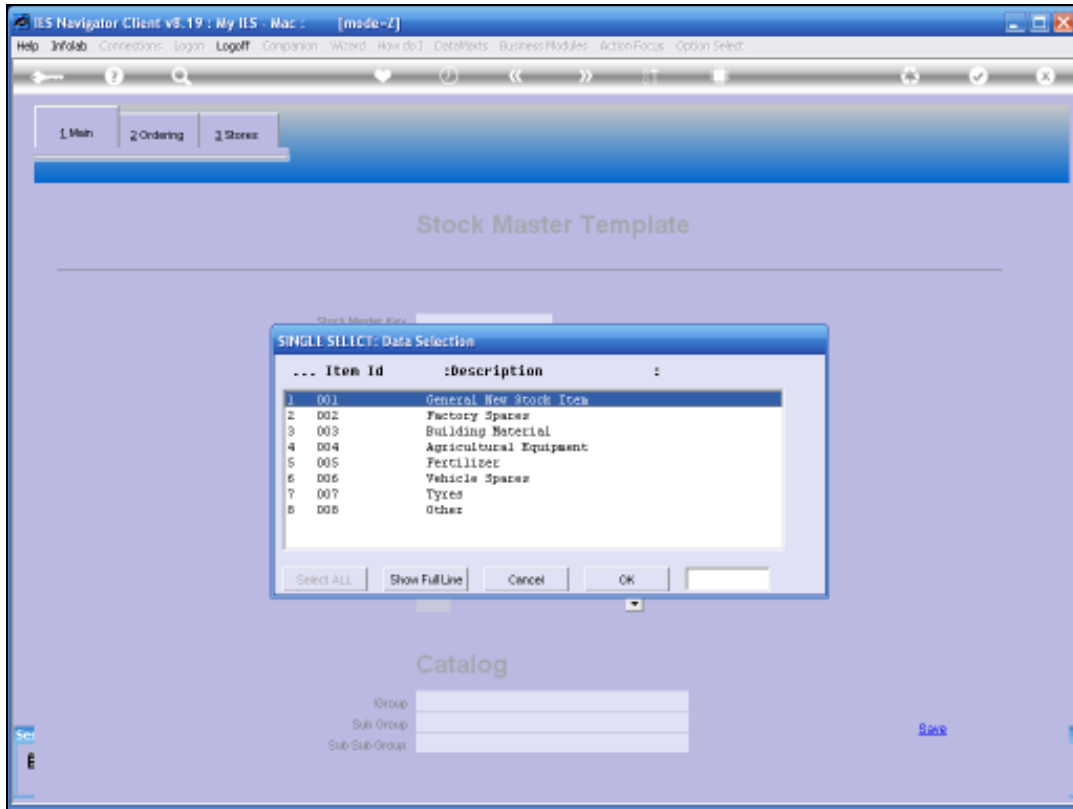 IES Navigator Client v8.19 : My IES - Mac : [mode=Z]
Help Infolab Connections Logon Logoff Companion Wizard How do I DataAlerts Business Modules Action Focus Option Select
1 Main 2 Ordering 3 Stores
Stock Master Template
Stock Master Key
SINGLE SELECT: Data Selection
... Item Id :Description :
1 001 General New Stock Item
2 002 Factory Spares
3 003 Building Material
4 004 Agricultural Equipment
5 005 Fertilizer
6 006 Vehicle Spares
7 007 Tyres
8 008 Other
Select ALL Show Full Line Cancel OK
Catalog
IGroup
Sub Group
Sub Sub Group
Save